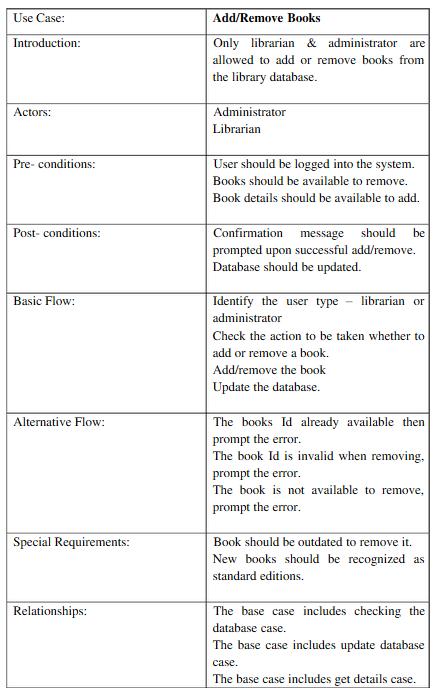 Use Case: Add/Remove Books
Introduction: Only librarian & administrator are
allowed to add or remove books from
the library database.
Actors: Administrator
Librarian
Pre- conditions: User should be logged into the system.
Books should be available to remove.
Book details should be available to add.
Post- conditions: Confirmation message should be
prompted upon successful add/remove.
Database should be updated.
Basic Flow: Identify the user type – librarian or
administrator
Check the action to be taken whether to
add or remove a book.
Add/remove the book
Update the database.
Alternative Flow: The books Id already available then
prompt the error.
The book Id is invalid when removing,
prompt the error.
The book is not available to remove,
prompt the error.
Special Requirements: Book should be outdated to remove it.
New books should be recognized as
standard editions.
Relationships: The base case includes checking the
database case.
The base case includes update database
case.
The base case includes get details case.